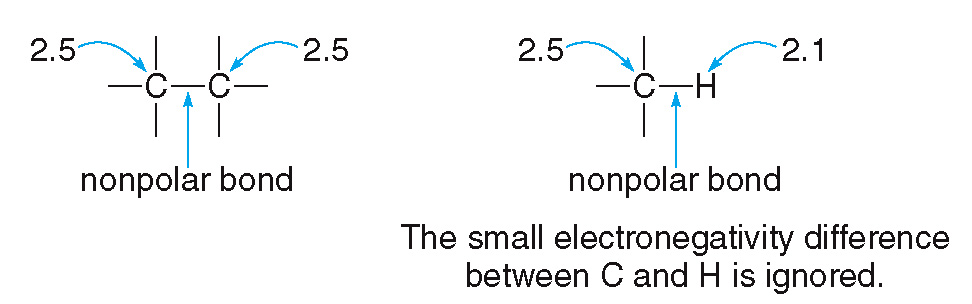 2.5 2.5 2.5 2.1
C C C H
nonpolar bond nonpolar bond
The small electronegativity difference
between C and H is ignored.